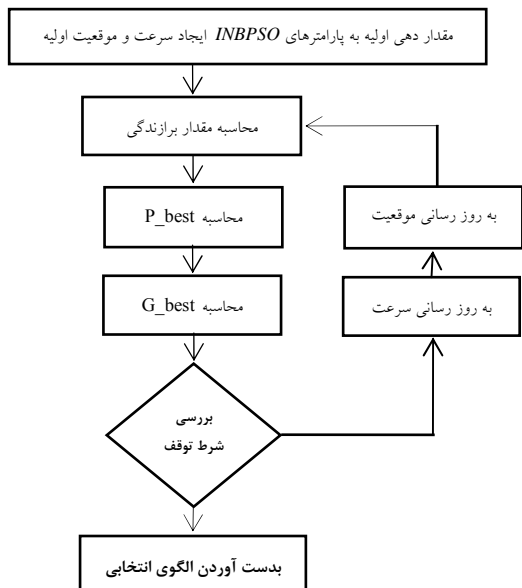 مقدار دهی اولیه به پارامترهای INBPSO ایجاد سرعت و موقعیت اولیه
محاسبه مقدار برازندگی
محاسبه P_best
به روز رسانی موقعیت
محاسبه G_best
به روز رسانی سرعت
بررسی
شرط توقف
بدست آوردن الگوی انتخابی